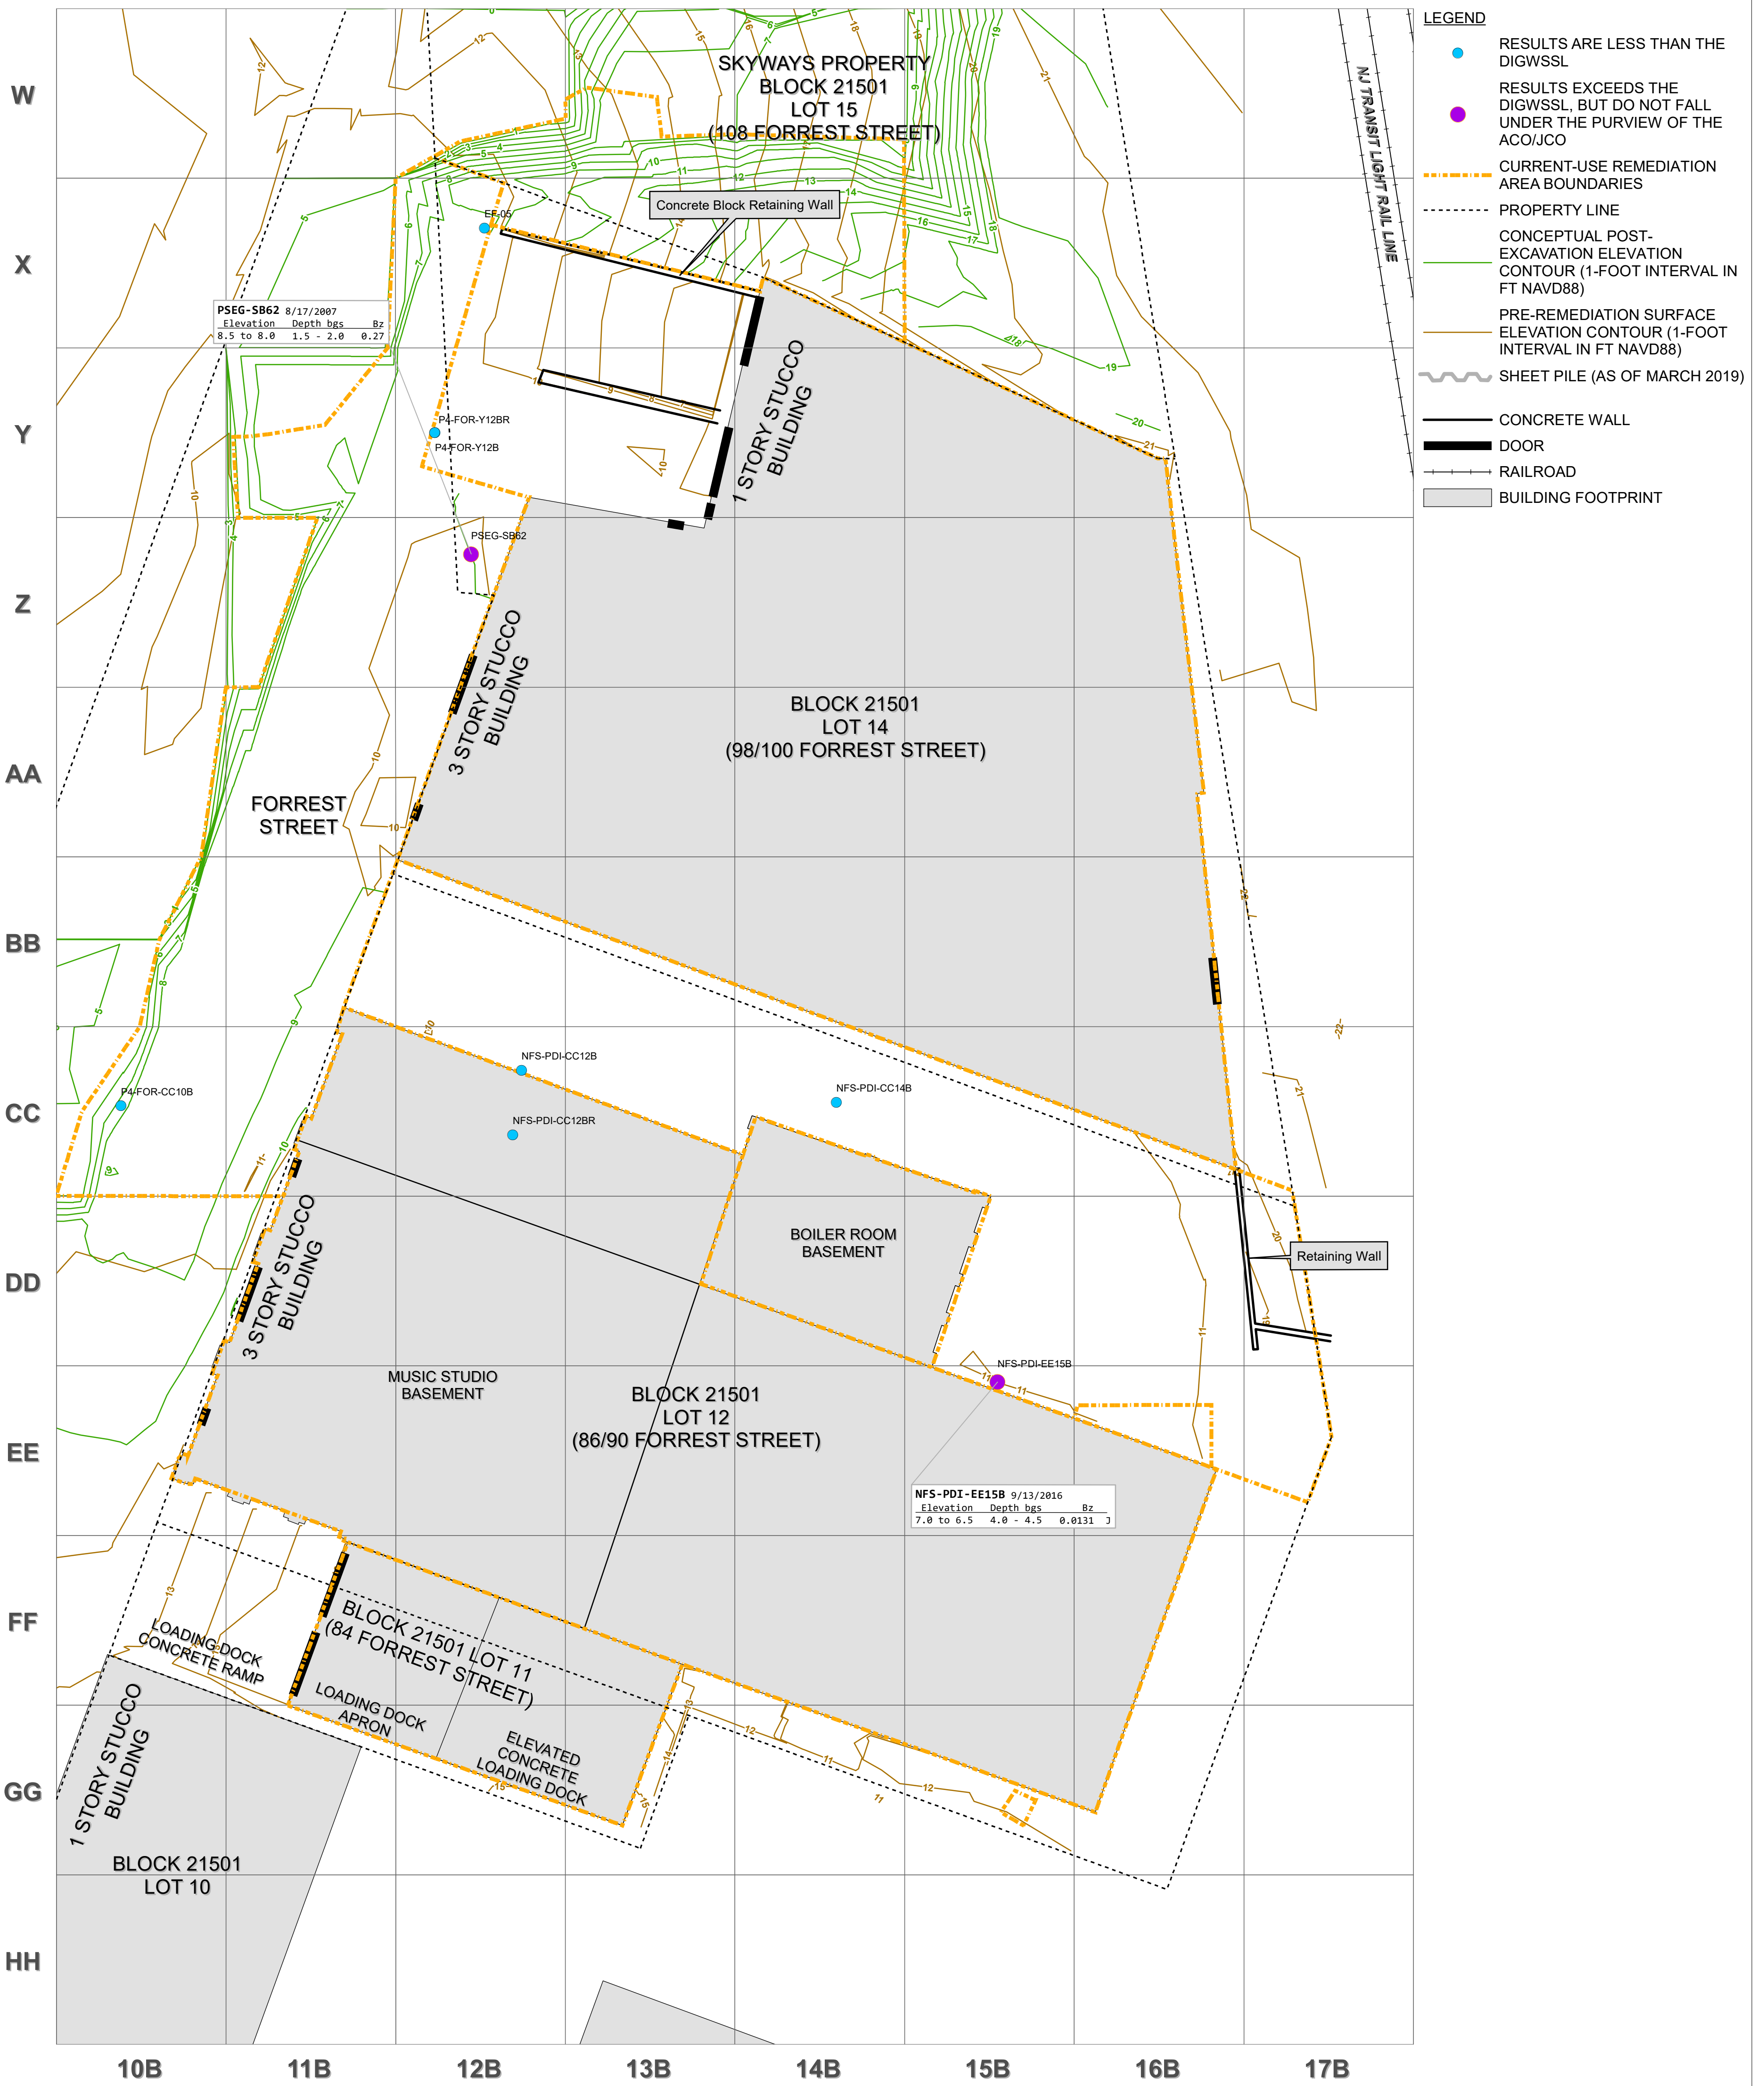 LEGEND
RESULTS ARE LESS THAN THE
DIGWSSL
RESULTS EXCEEDS THE
DIGWSSL, BUT DO NOT FALL
UNDER THE PURVIEW OF THE
ACO/JCO
CURRENT-USE REMEDIATION
AREA BOUNDARIES
PROPERTY LINE
CONCEPTUAL POST-
EXCAVATION ELEVATION
CONTOUR (1-FOOT INTERVAL IN
FT NAVD88)
PRE-REMEDIATION SURFACE
ELEVATION CONTOUR (1-FOOT
INTERVAL IN FT NAVD88)
SHEET PILE (AS OF MARCH 2019)
CONCRETE WALL
DOOR
RAILROAD
BUILDING FOOTPRINT
NJ TRANSIT LIGHT RAIL LINE
W
X
Y
Z
AA
BB
CC
DD
EE
FF
GG
HH
SKYWAYS PROPERTY
BLOCK 21501
LOT 15
(108 FORREST STREET)
Concrete Block Retaining Wall
EF-05
PSEG-SB62 8/17/2007
Elevation Depth bgs Bz
8.5 to 8.0 1.5 - 2.0 0.27
1 STORY STUCCO
BUILDING
P4-FOR-Y12BR
P4-FOR-Y12B
PSEG-SB62
3 STORY STUCCO
BUILDING
BLOCK 21501
LOT 14
(98/100 FORREST STREET)
FORREST
STREET
NFS-PDI-CC12B
NFS-PDI-CC14B
P4-FOR-CC10B
NFS-PDI-CC12BR
BOILER ROOM
BASEMENT
Retaining Wall
3 STORY STUCCO
BUILDING
MUSIC STUDIO
BASEMENT
NFS-PDI-EE15B
BLOCK 21501
LOT 12
(86/90 FORREST STREET)
NFS-PDI-EE15B 9/13/2016
Elevation Depth bgs Bz
7.0 to 6.5 4.0 - 4.5 0.0131 J
LOADING DOCK
CONCRETE RAMP
BLOCK 21501 LOT 11
(84 FORREST STREET)
LOADING DOCK
APRON
ELEVATED
CONCRETE
LOADING DOCK
1 STORY STUCCO
BUILDING
BLOCK 21501
LOT 10
10B 11B 12B 13B 14B 15B 16B 17B